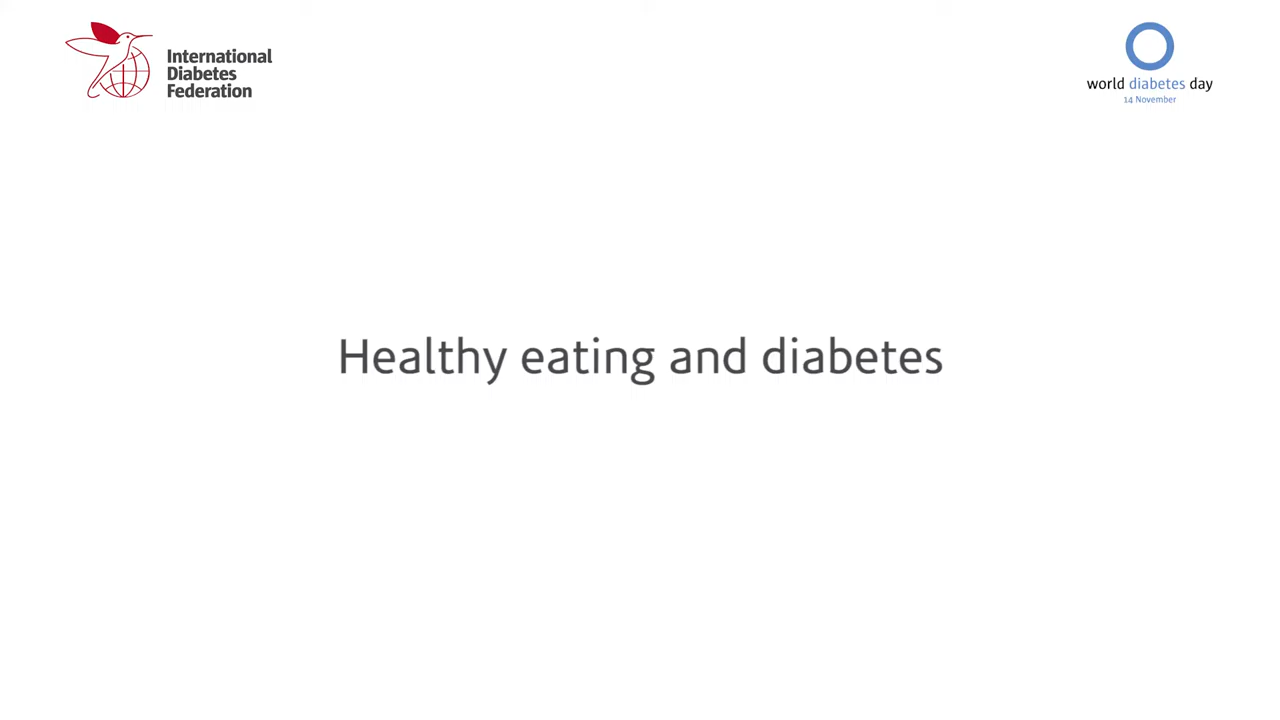 International
Diabetes
Federation
world diabetes day
14 November
Healthy eating and diabetes